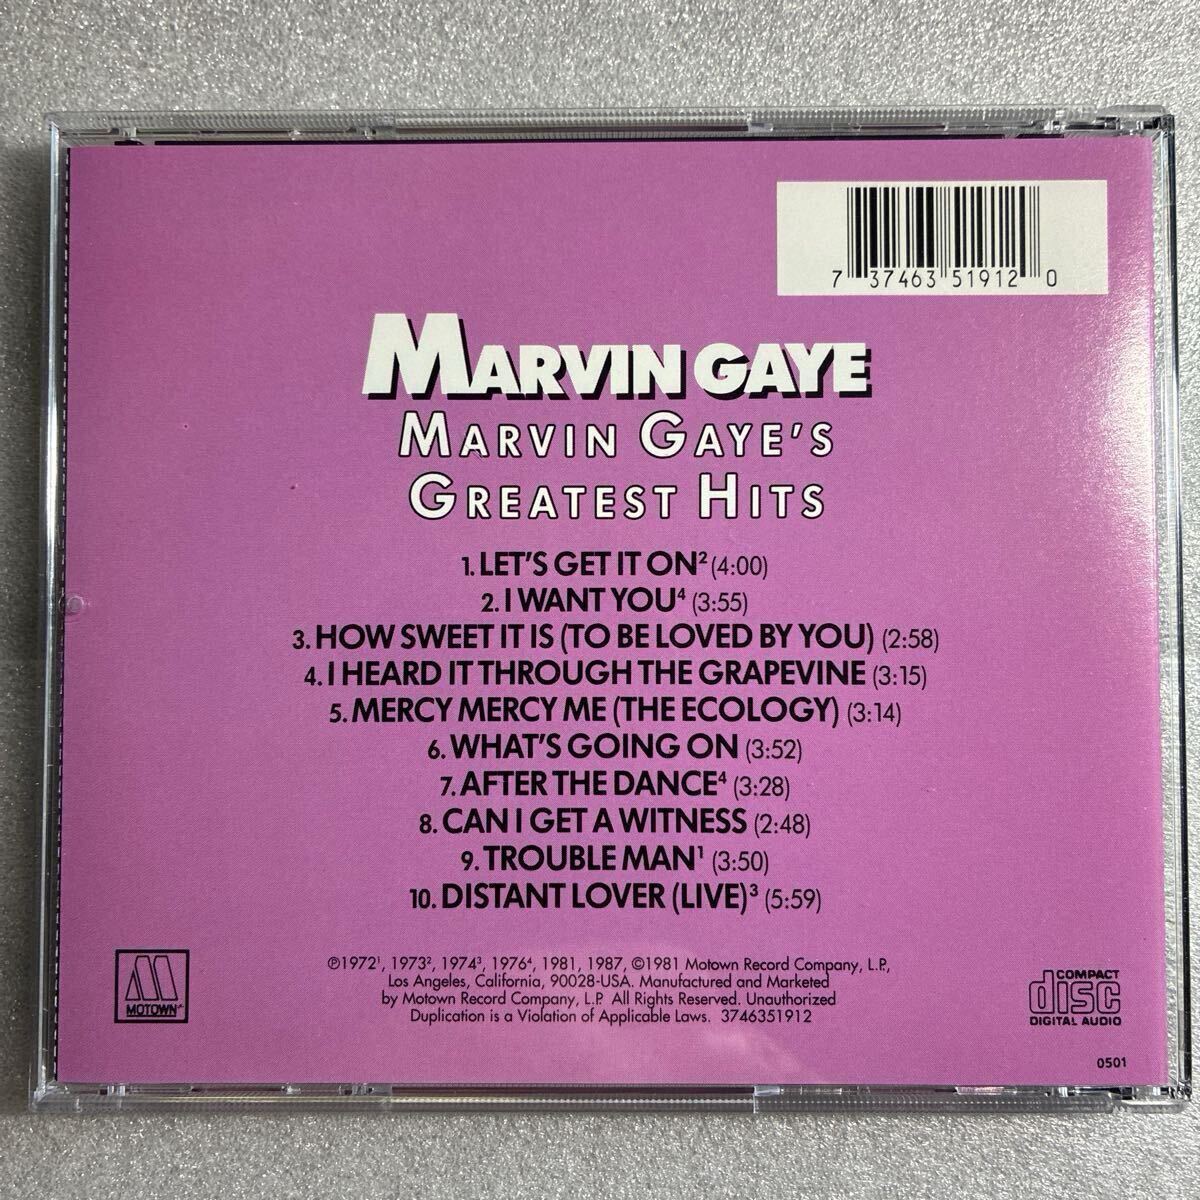 7 37463 51912 0
MARVIN GAYE
MARVIN GAYE'S
GREATEST HITS
1. LET'S GET IT ON² (4:00)
2. I WANT YOU⁴ (3:55)
3. HOW SWEET IT IS (TO BE LOVED BY YOU) (2:58)
4. I HEARD IT THROUGH THE GRAPEVINE (3:15)
5. MERCY MERCY ME (THE ECOLOGY) (3:14)
6. WHAT'S GOING ON (3:52)
7. AFTER THE DANCE⁴ (3:28)
8. CAN I GET A WITNESS (2:48)
9. TROUBLE MAN¹ (3:50)
10. DISTANT LOVER (LIVE)³ (5:59)
℗1972¹, 1973², 1974³, 1976⁴, 1981, 1987, ©1981 Motown Record Company, L.P.,
Los Angeles, California, 90028-USA. Manufactured and Marketed
by Motown Record Company, L.P. All Rights Reserved. Unauthorized
Duplication is a Violation of Applicable Laws. 3746351912
M
MOTOWN
COMPACT
disc
DIGITAL AUDIO
0501